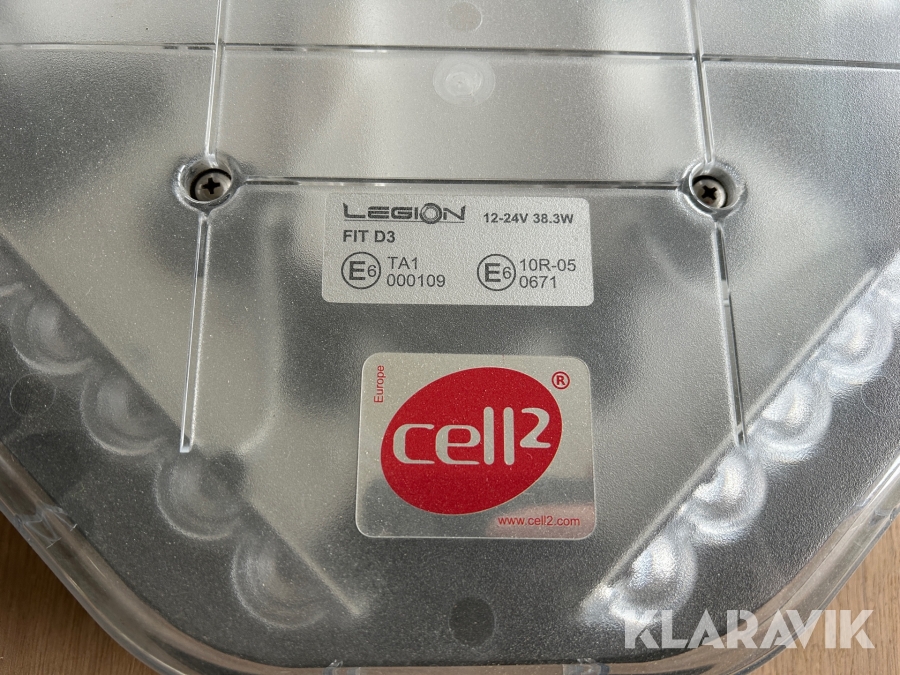 LEGION 12-24V 38.3W
FIT D3
E6 TA1 000109
E6 10R-05 0671
Europe
cell2®
www.cell2.com
KLARAVIK